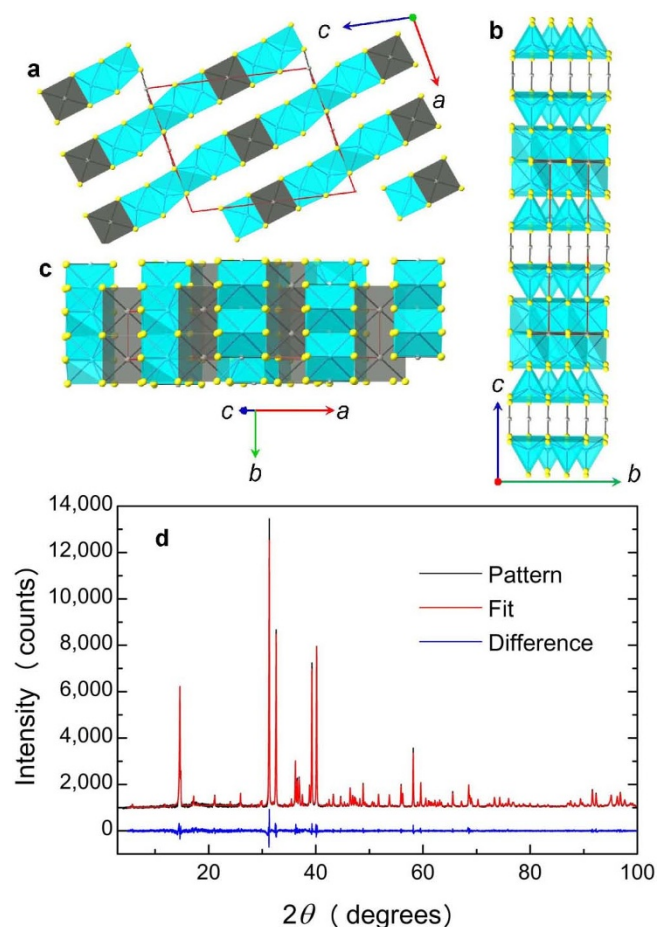 a
c
a
b
c
c
a
b
c
b
14,000
d
12,000
Pattern
10,000
Fit
8,000
Difference
6,000
4,000
2,000
0
Intensity ( counts )
20
40
60
80
100
2θ ( degrees )